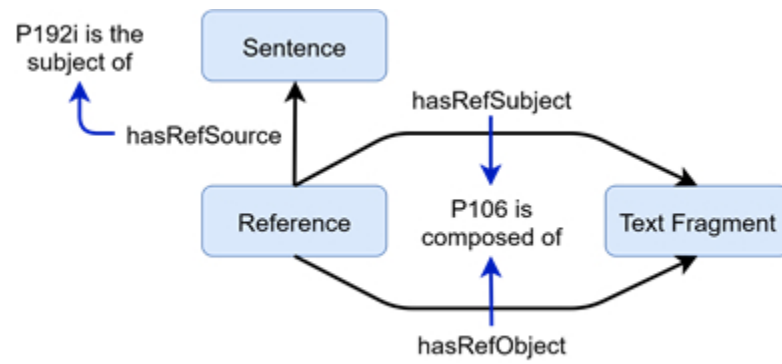 P192i is the
subject of
Sentence
hasRefSubject
hasRefSource
Reference
P106 is
composed of
Text Fragment
hasRefObject